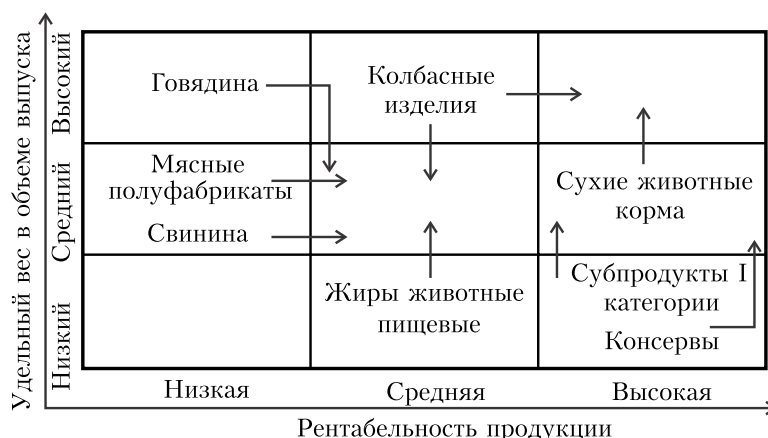 Удельный вес в объеме выпуска
Высокий
Средний
Низкий
Говядина
Колбасные
изделия
Мясные
полуфабрикаты
Свинина
Сухие животные
корма
Жиры животные
пищевые
Субпродукты I
категории
Консервы
Низкая
Средняя
Высокая
Рентабельность продукции